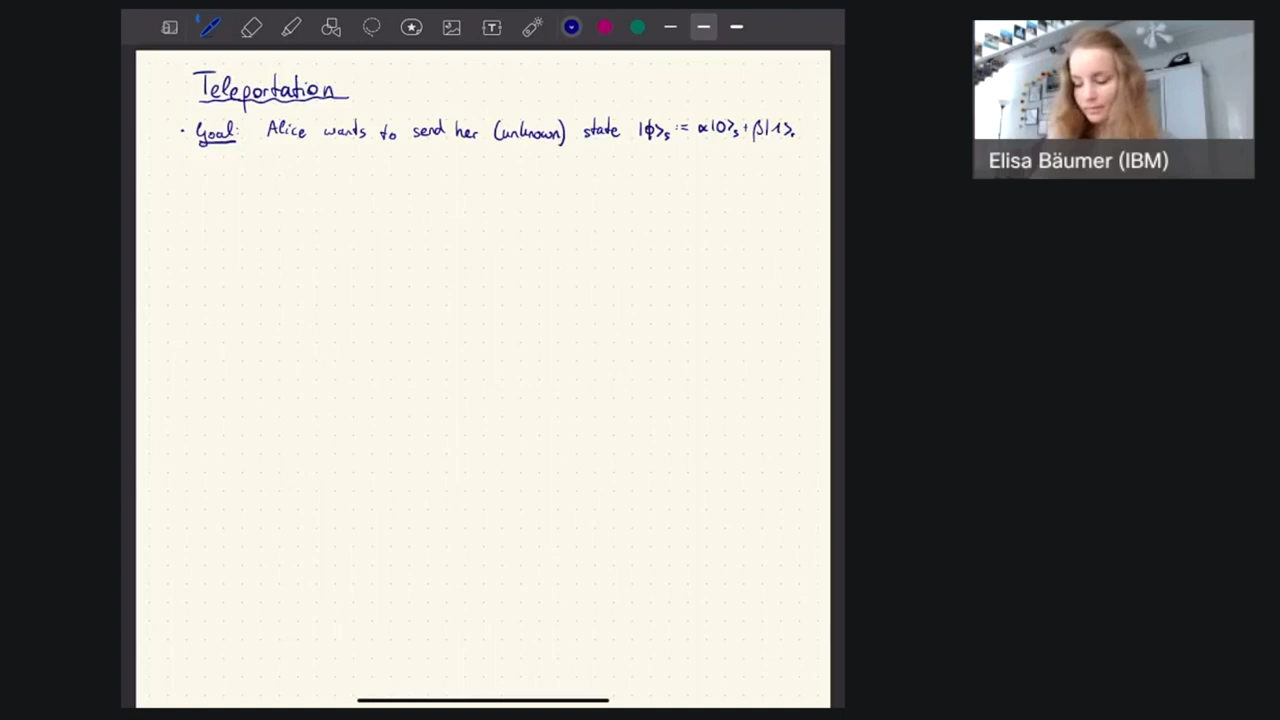 Teleportation
· Goal: Alice wants to send her (unknown) state |ϕ⟩ₛ := α|0⟩ₛ + β|1⟩ₛ
Elisa Bäumer (IBM)